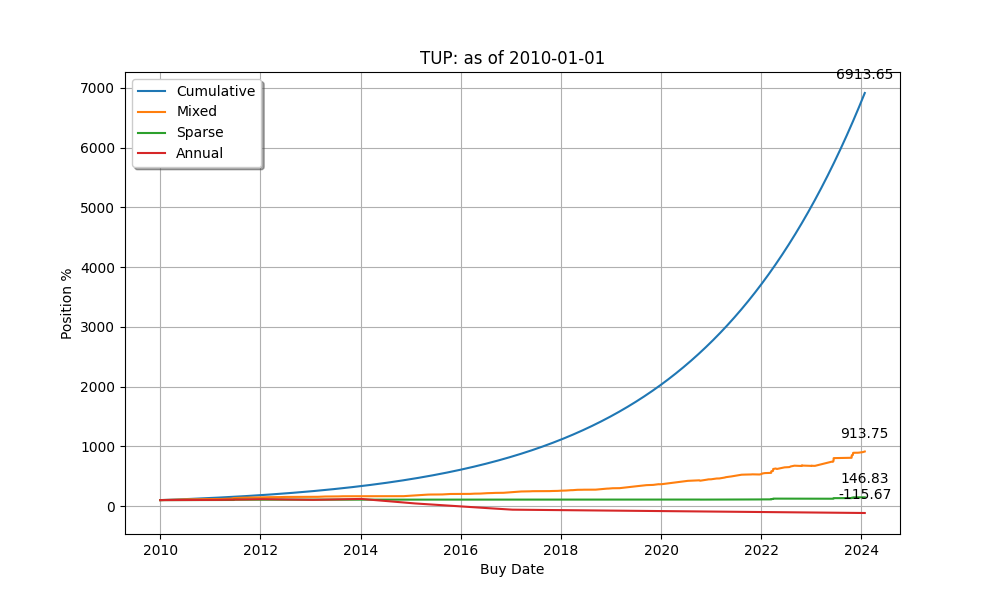 TUP: as of 2010-01-01
Cumulative
Mixed
Sparse
Annual
6913.65
913.75
146.83
-115.67
7000
6000
5000
4000
3000
2000
1000
0
Position %
2010 2012 2014 2016 2018 2020 2022 2024
Buy Date